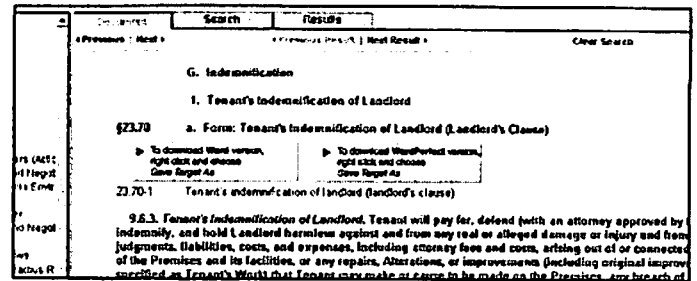 Search Results
‹ Previous | Next › ‹ Previous Result | Next Result › Clear Search
G. Indemnification
1. Tenant's Indemnification of Landlord
§23.70 a. Form: Tenant's Indemnification of Landlord (Landlord's Clause)
To download Word version, right click and choose Save Target As
To download WordPerfect version, right click and choose Save Target As
23.70-1 Tenant's indemnification of landlord (landlord's clause)
9.6.3. Tenant's Indemnification of Landlord. Tenant will pay for, defend (with an attorney approved by
indemnify, and hold Landlord harmless against and from any real or alleged damage or injury and from
judgments, liabilities, costs, and expenses, including attorney fees and costs, arising out of or connected
of the Premises and its facilities, or any repairs, Alterations, or improvements (including original improv
specified as Tenant's Work) that Tenant may make or cause to be made on the Premises, any breach of